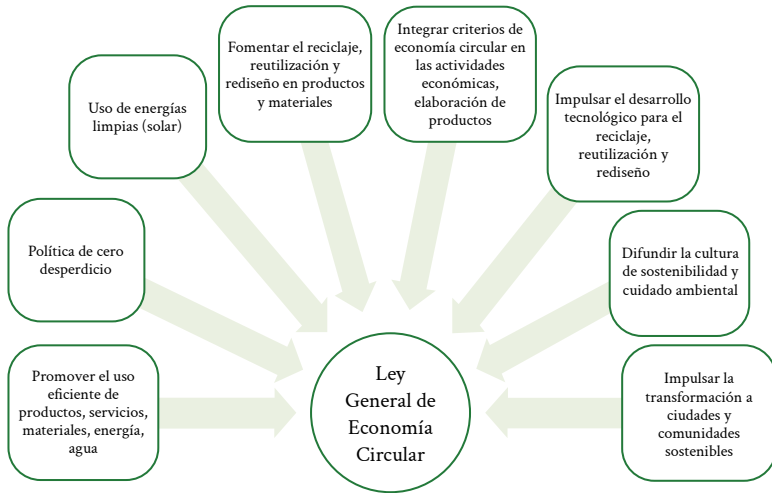 Promover el uso
eficiente de
productos, servicios,
materiales, energía,
agua
Política de cero
desperdicio
Uso de energías
limpias (solar)
Fomentar el reciclaje,
reutilización y
rediseño en productos
y materiales
Integrar criterios de
economía circular en
las actividades
económicas,
elaboración de
productos
Impulsar el desarrollo
tecnológico para el
reciclaje,
reutilización y
rediseño
Difundir la cultura
de sostenibilidad y
cuidado ambiental
Impulsar la
transformación a
ciudades y
comunidades
sostenibles
Ley
General de
Economía
Circular